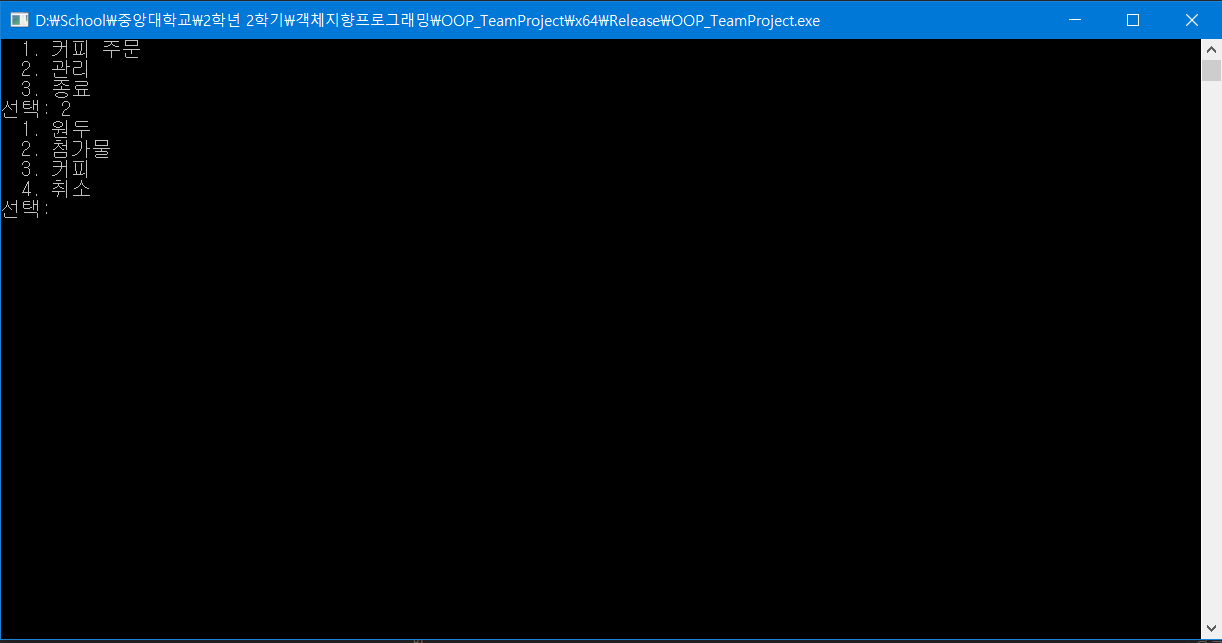 D:₩School₩중앙대학교₩2학년 2학기₩객체지향프로그래밍₩OOP_TeamProject₩x64₩Release₩OOP_TeamProject.exe
1. 커피 주문
2. 관리
3. 종료
선택: 2
1. 원두
2. 첨가물
3. 커피
4. 취소
선택: